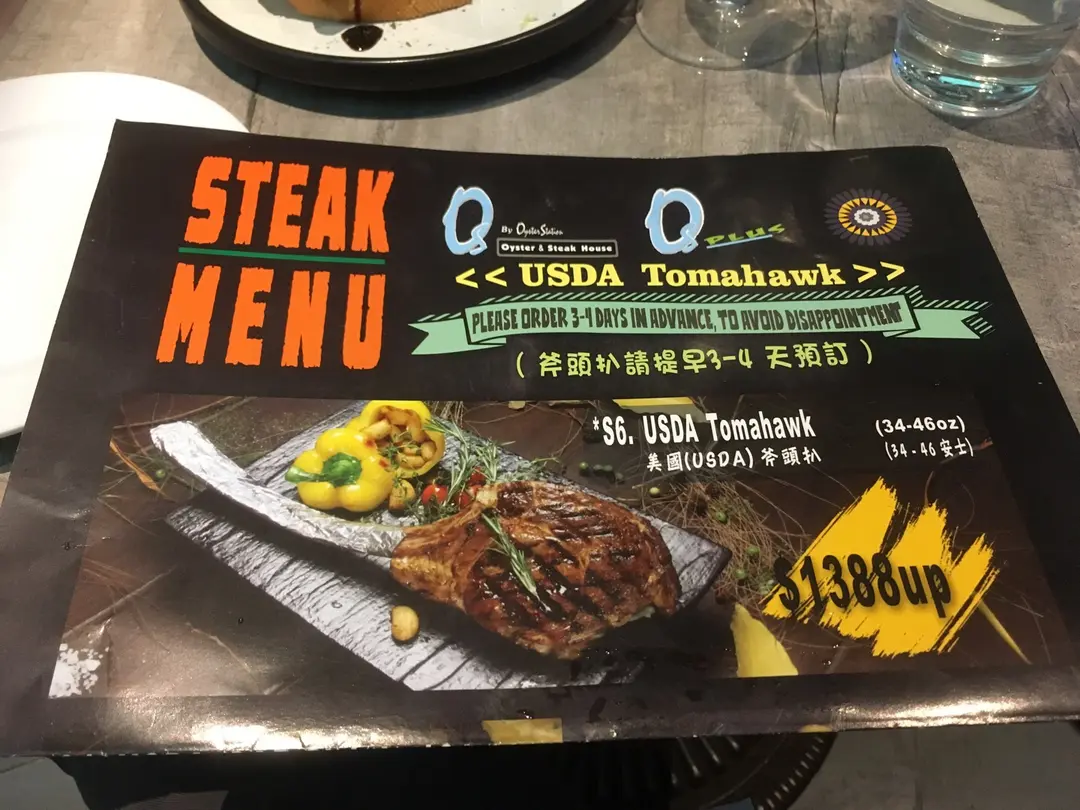 STEAK
MENU
Q By Oyster Station
Oyster & Steak House
Q PLUS
<< USDA Tomahawk >>
PLEASE ORDER 3-4 DAYS IN ADVANCE, TO AVOID DISAPPOINTMENT
( 斧頭扒請提早3-4 天預訂 )
*S6. USDA Tomahawk (34-46oz)
美國(USDA) 斧頭扒 (34-46 安士)
$1388up